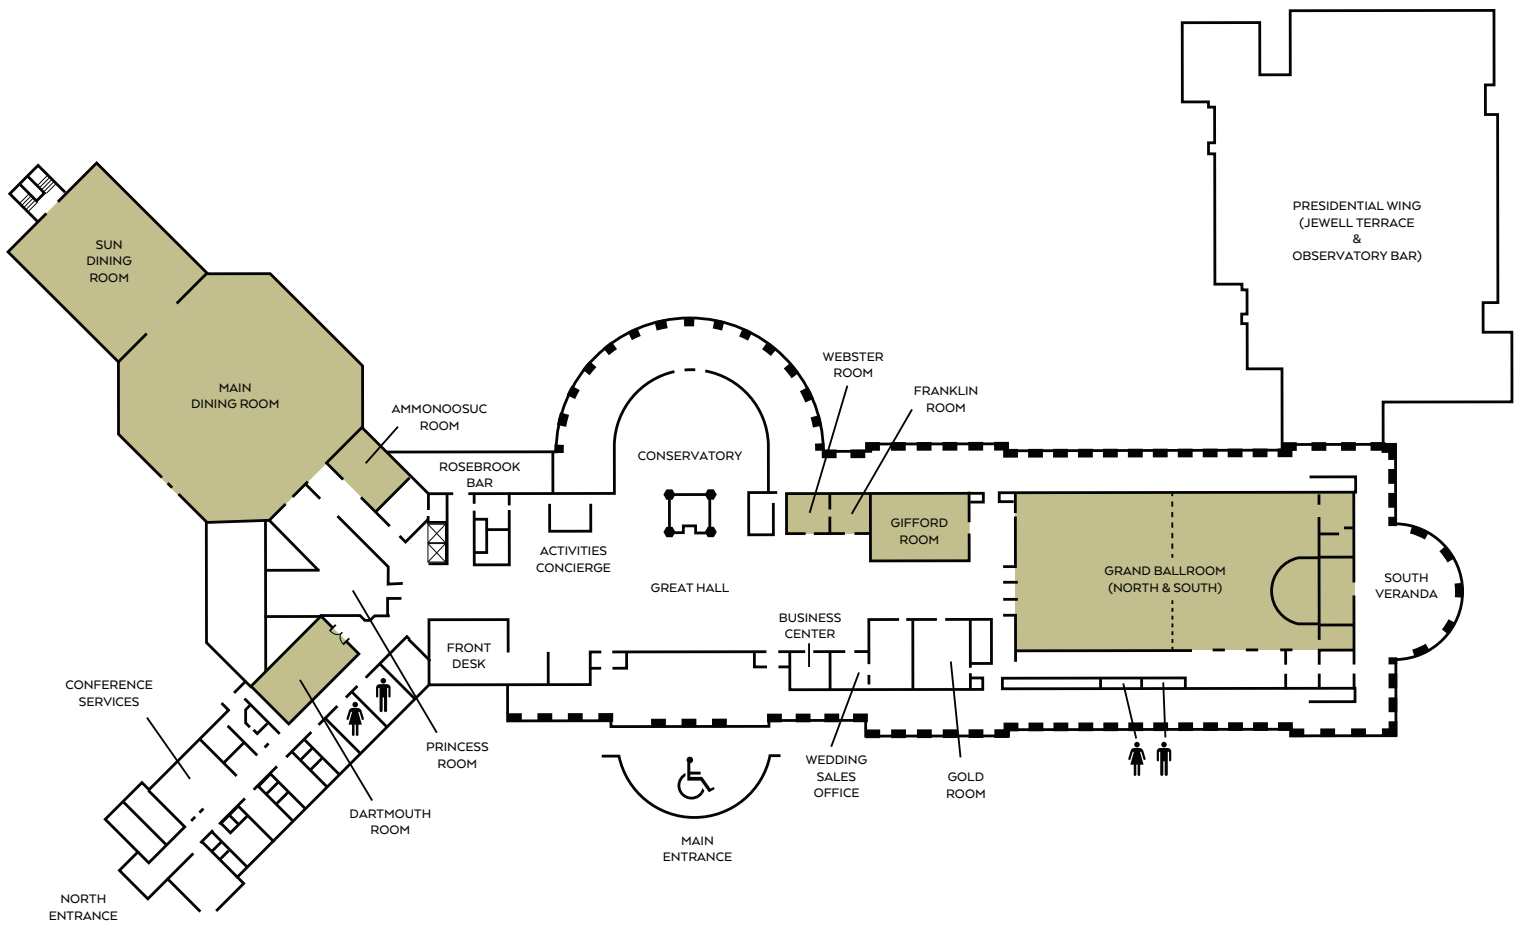 PRESIDENTIAL WING
(JEWELL TERRACE
&
OBSERVATORY BAR)
SUN
DINING
ROOM
MAIN
DINING ROOM
AMMONOOSUC
ROOM
ROSEBROOK
BAR
CONSERVATORY
WEBSTER
ROOM
FRANKLIN
ROOM
GIFFORD
ROOM
ACTIVITIES
CONCIERGE
GREAT HALL
GRAND BALLROOM
(NORTH & SOUTH)
SOUTH
VERANDA
BUSINESS
CENTER
FRONT
DESK
CONFERENCE
SERVICES
PRINCESS
ROOM
DARTMOUTH
ROOM
WEDDING
SALES
OFFICE
GOLD
ROOM
MAIN
ENTRANCE
NORTH
ENTRANCE